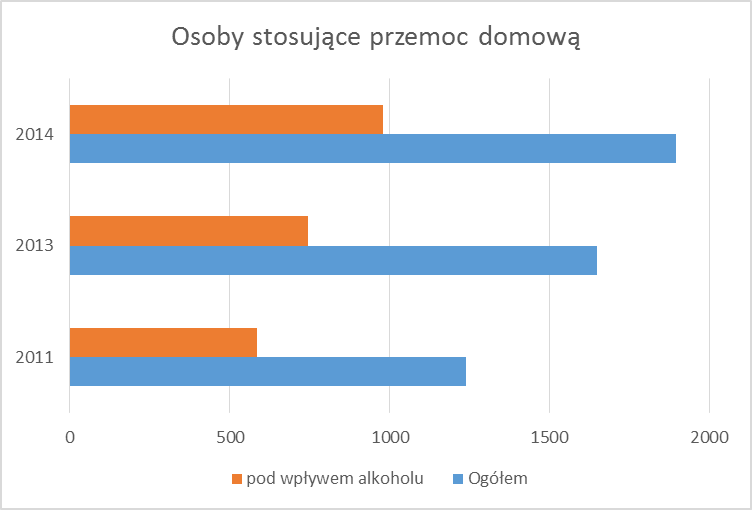 Osoby stosujące przemoc domową
2014
2013
2011
0 500 1000 1500 2000
pod wpływem alkoholu Ogółem